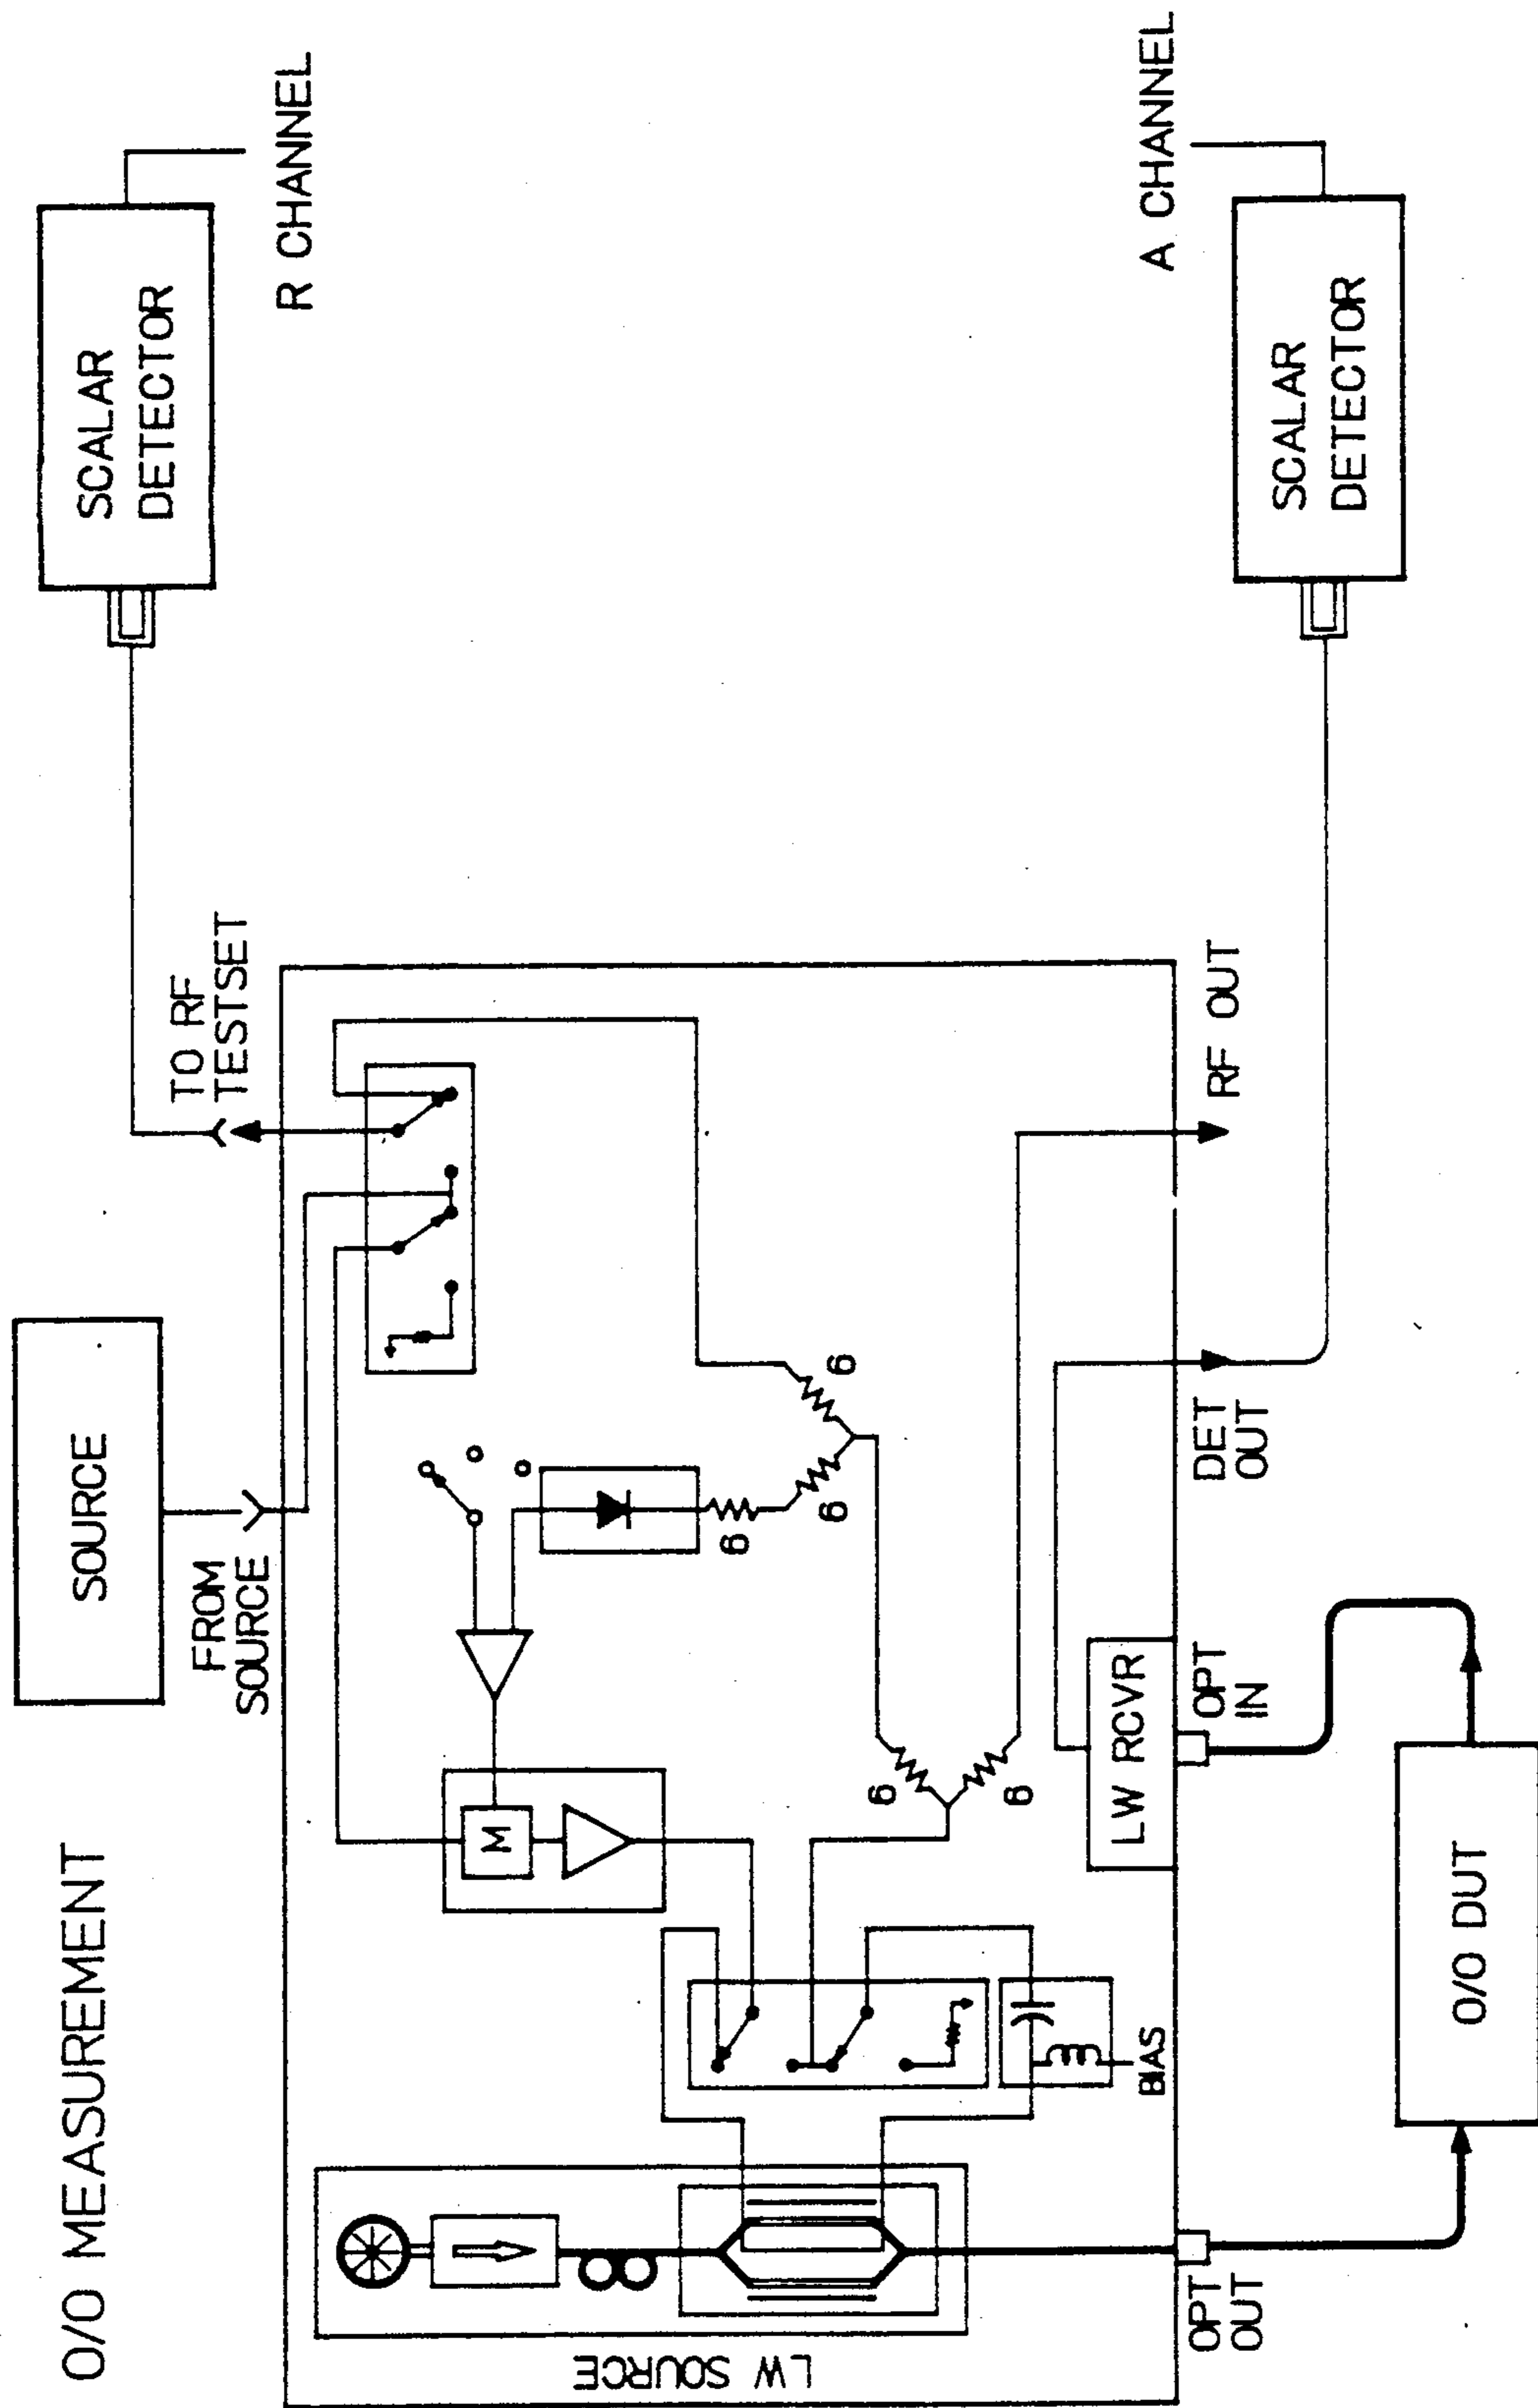 O/O MEASUREMENT
SOURCE
FROM
SOURCE
TO RF
TESTSET
SCALAR
DETECTOR
R CHANNEL
LW SOURCE
M
6
6
6
6
6
BIAS
LW RCVR
OPT
OUT
OPT
IN
DET
OUT
RF OUT
O/O DUT
SCALAR
DETECTOR
A CHANNEL